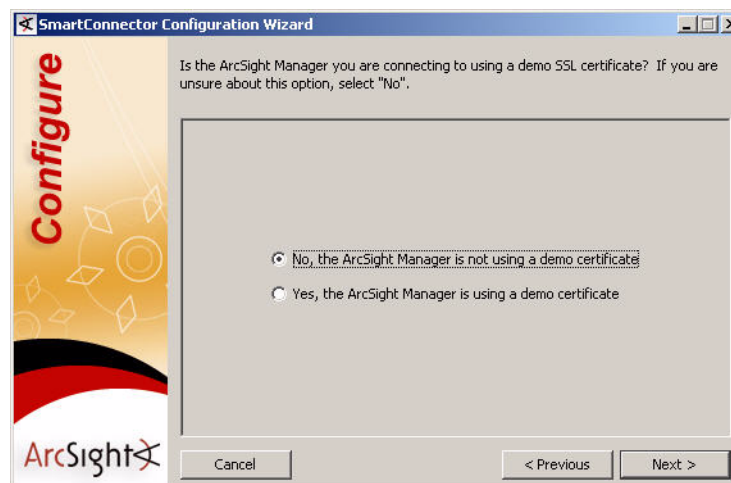 SmartConnector Configuration Wizard
Configure
Is the ArcSight Manager you are connecting to using a demo SSL certificate? If you are
unsure about this option, select "No".
No, the ArcSight Manager is not using a demo certificate
Yes, the ArcSight Manager is using a demo certificate
ArcSight
Cancel
< Previous
Next >